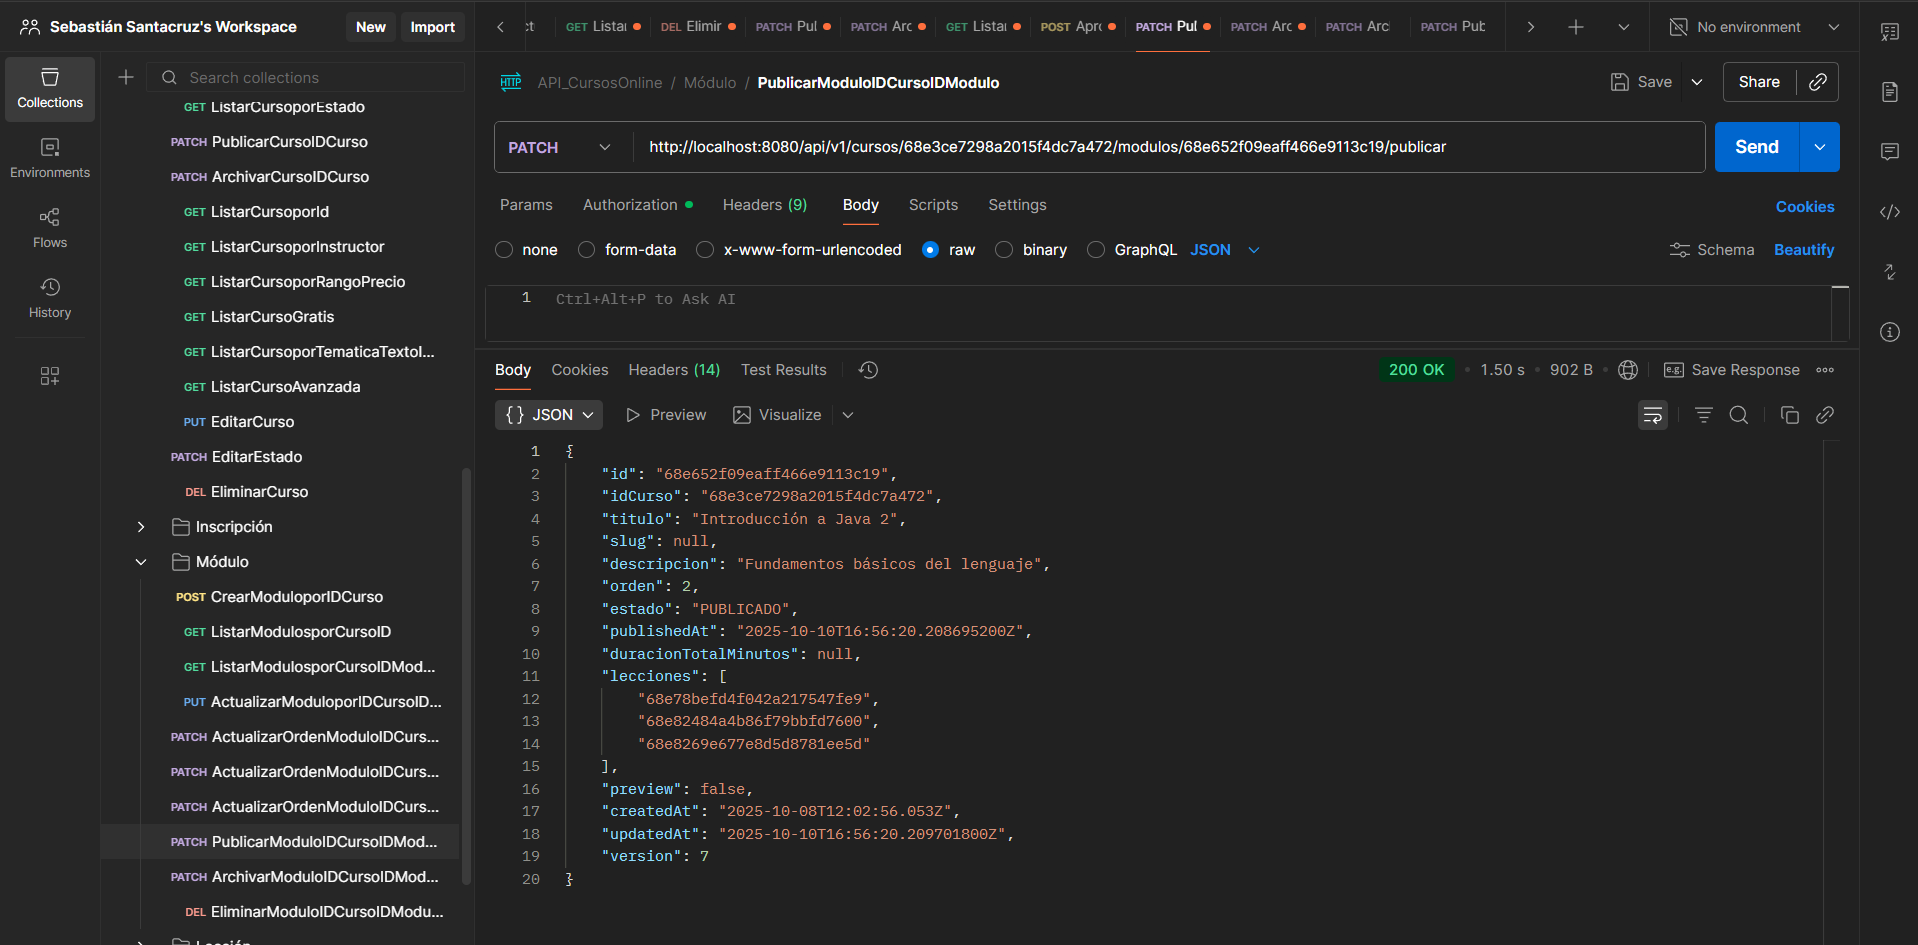 Sebastián Santacruz's Workspace
New
Import
GET Listar
DEL Elimir
PATCH Pul
PATCH Arc
GET Listar
POST Apro
PATCH Pul
PATCH Arc
PATCH Arc
PATCH Pub
No environment
Collections
Environments
Flows
History
Search collections
GET ListarCursoporEstado
PATCH PublicarCursoIDCurso
PATCH ArchivarCursoIDCurso
GET ListarCursoporId
GET ListarCursoporInstructor
GET ListarCursoporRangoPrecio
GET ListarCursoGratis
GET ListarCursoporTematicaTextoI...
GET ListarCursoAvanzada
PUT EditarCurso
PATCH EditarEstado
DEL EliminarCurso
Inscripción
Módulo
POST CrearModuloporIDCurso
GET ListarModulosporCursoID
GET ListarModulosporCursoIDMod...
PUT ActualizarModuloporIDCursoID...
PATCH ActualizarOrdenModuloIDCurs...
PATCH ActualizarOrdenModuloIDCurs...
PATCH ActualizarOrdenModuloIDCurs...
PATCH PublicarModuloIDCursoIDMod...
PATCH ArchivarModuloIDCursoIDMod...
DEL EliminarModuloIDCursoIDModu...
HTTP API_CursosOnline / Módulo / PublicarModuloIDCursoIDModulo
Save
Share
PATCH http://localhost:8080/api/v1/cursos/68e3ce7298a2015f4dc7a472/modulos/68e652f09eaff466e9113c19/publicar
Send
Params Authorization Headers (9) Body Scripts Settings
Cookies
none form-data x-www-form-urlencoded raw binary GraphQL JSON
Schema Beautify
1 Ctrl+Alt+P to Ask AI
Body Cookies Headers (14) Test Results
200 OK • 1.50 s • 902 B
e.g. Save Response
{} JSON Preview Visualize
1 {
2 "id": "68e652f09eaff466e9113c19",
3 "idCurso": "68e3ce7298a2015f4dc7a472",
4 "titulo": "Introducción a Java 2",
5 "slug": null,
6 "descripcion": "Fundamentos básicos del lenguaje",
7 "orden": 2,
8 "estado": "PUBLICADO",
9 "publishedAt": "2025-10-10T16:56:20.208695200Z",
10 "duracionTotalMinutos": null,
11 "lecciones": [
12 "68e78befd4f042a217547fe9",
13 "68e82484a4b86f79bbfd7600",
14 "68e8269e677e8d5d8781ee5d"
15 ],
16 "preview": false,
17 "createdAt": "2025-10-08T12:02:56.053Z",
18 "updatedAt": "2025-10-10T16:56:20.209701800Z",
19 "version": 7
20 }